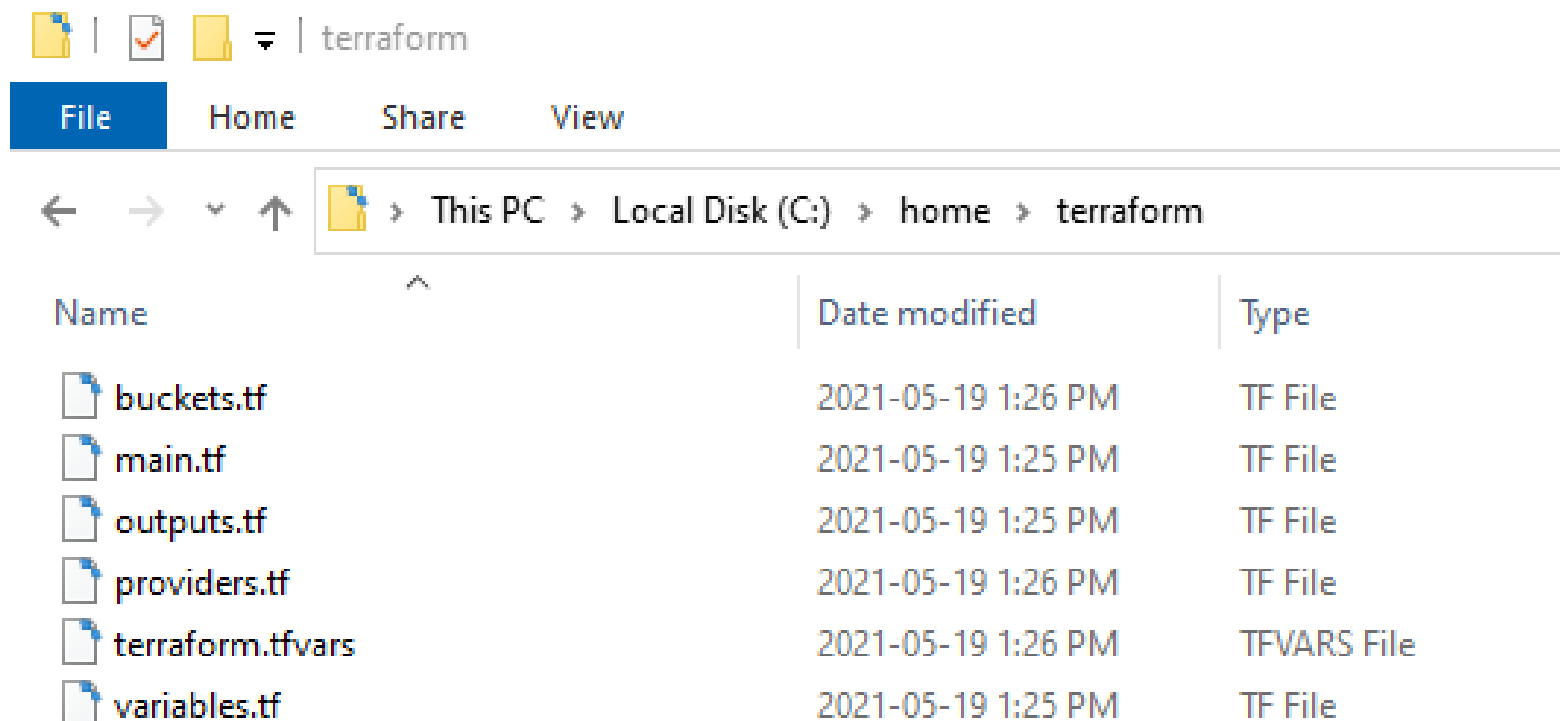 terraform
File Home Share View
This PC Local Disk (C:) home terraform
Name Date modified Type
buckets.tf 2021-05-19 1:26 PM TF File
main.tf 2021-05-19 1:25 PM TF File
outputs.tf 2021-05-19 1:25 PM TF File
providers.tf 2021-05-19 1:26 PM TF File
terraform.tfvars 2021-05-19 1:26 PM TFVARS File
variables.tf 2021-05-19 1:25 PM TF File